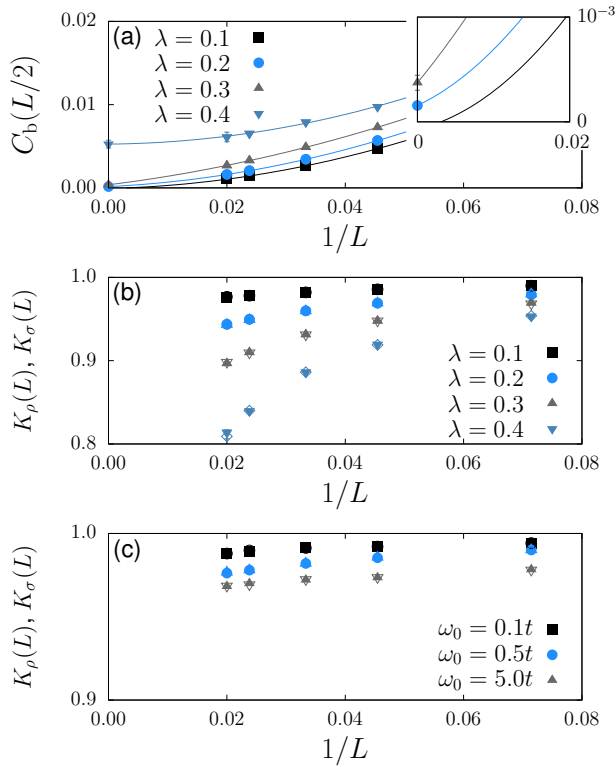 (a)
λ = 0.1
λ = 0.2
λ = 0.3
λ = 0.4
10⁻³
0
0
0.02
0.02
0.01
0.00
C_b(L/2)
0.00 0.02 0.04 0.06 0.08
1/L
(b)
1.0
0.9
0.8
K_ρ(L), K_σ(L)
λ = 0.1
λ = 0.2
λ = 0.3
λ = 0.4
0.00 0.02 0.04 0.06 0.08
1/L
(c)
1.0
0.9
K_ρ(L), K_σ(L)
ω₀ = 0.1t
ω₀ = 0.5t
ω₀ = 5.0t
0.00 0.02 0.04 0.06 0.08
1/L